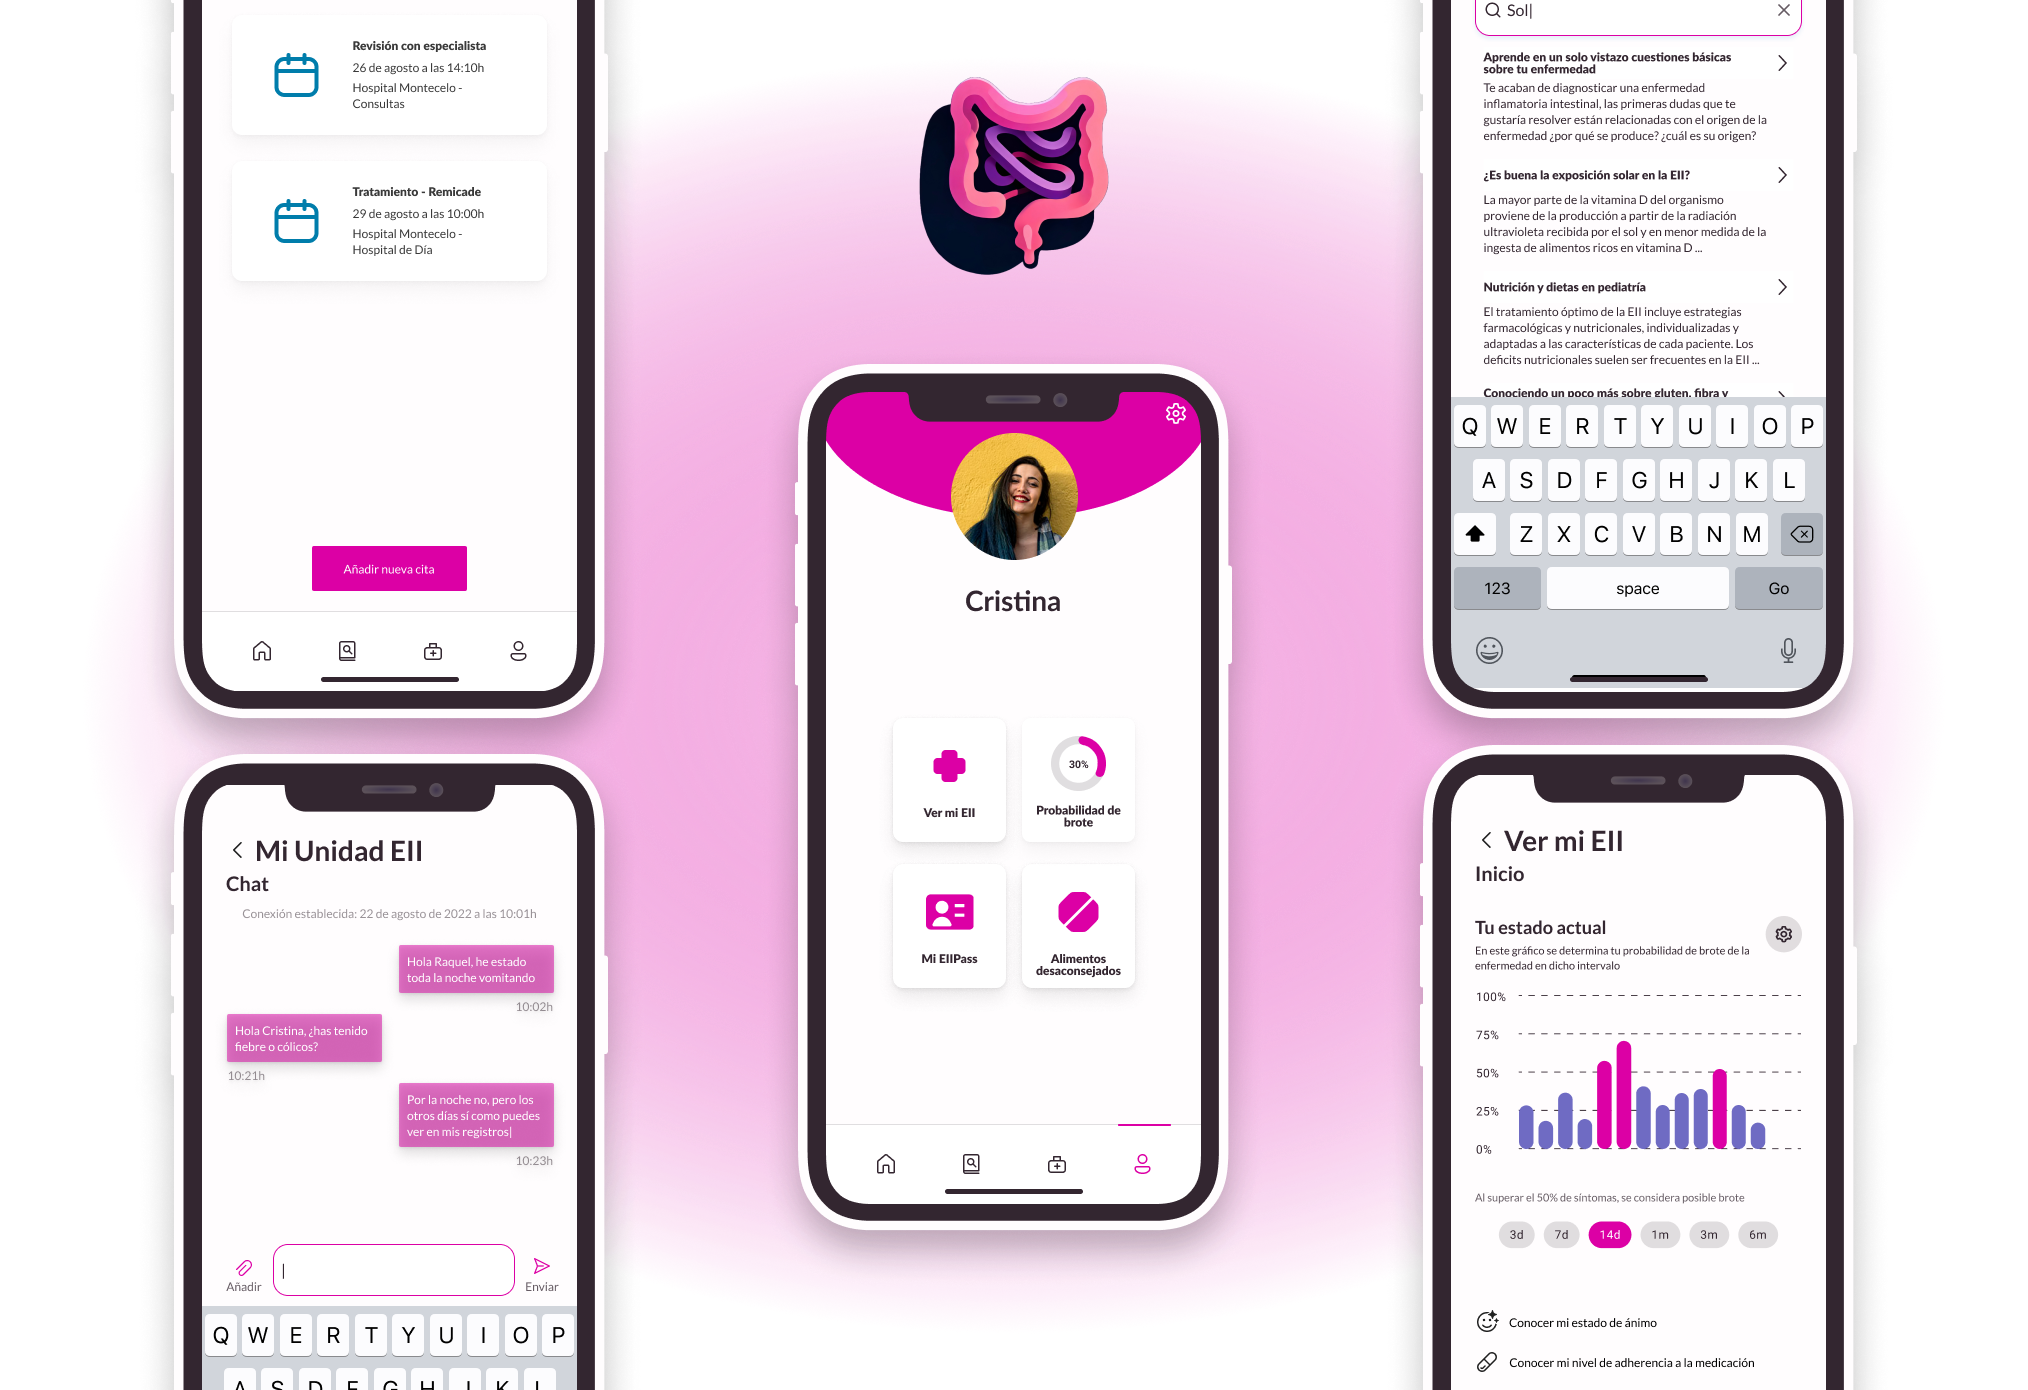 Revisión con especialista
26 de agosto a las 14:10h
Hospital Montecelo -
Consultas
Tratamiento - Remicade
29 de agosto a las 10:00h
Hospital Montecelo -
Hospital de Día
Añadir nueva cita
Mi Unidad EII
Chat
Conexión establecida: 22 de agosto de 2022 a las 10:01h
Hola Raquel, he estado
toda la noche vomitando
10:02h
Hola Cristina, ¿has tenido
fiebre o cólicos?
10:21h
Por la noche no, pero los
otros días sí como puedes
ver en mis registros|
10:23h
Añadir
Enviar
Q W E R T Y U I O P
A S D F G H J K L
Cristina
Ver mi EII
30%
Probabilidad de
brote
Mi EIIPass
Alimentos
desaconsejados
Sol|
Aprende en un solo vistazo cuestiones básicas
sobre tu enfermedad
Te acaban de diagnosticar una enfermedad
inflamatoria intestinal, las primeras dudas que te
gustaría resolver están relacionadas con el origen de la
enfermedad ¿por qué se produce? ¿cuál es su origen?
¿Es buena la exposición solar en la EII?
La mayor parte de la vitamina D del organismo
proviene de la producción a partir de la radiación
ultravioleta recibida por el sol y en menor medida de la
ingesta de alimentos ricos en vitamina D ...
Nutrición y dietas en pediatría
El tratamiento óptimo de la EII incluye estrategias
farmacológicas y nutricionales, individualizadas y
adaptadas a las características de cada paciente. Los
deficits nutricionales suelen ser frecuentes en la EII ...
Conociendo un poco más sobre gluten, fibra y
Q W E R T Y U I O P
A S D F G H J K L
Z X C V B N M
123 space Go
Ver mi EII
Inicio
Tu estado actual
En este gráfico se determina tu probabilidad de brote de la
enfermedad en dicho intervalo
100%
75%
50%
25%
0%
Al superar el 50% de síntomas, se considera posible brote
3d 7d 14d 1m 3m 6m
Conocer mi estado de ánimo
Conocer mi nivel de adherencia a la medicación